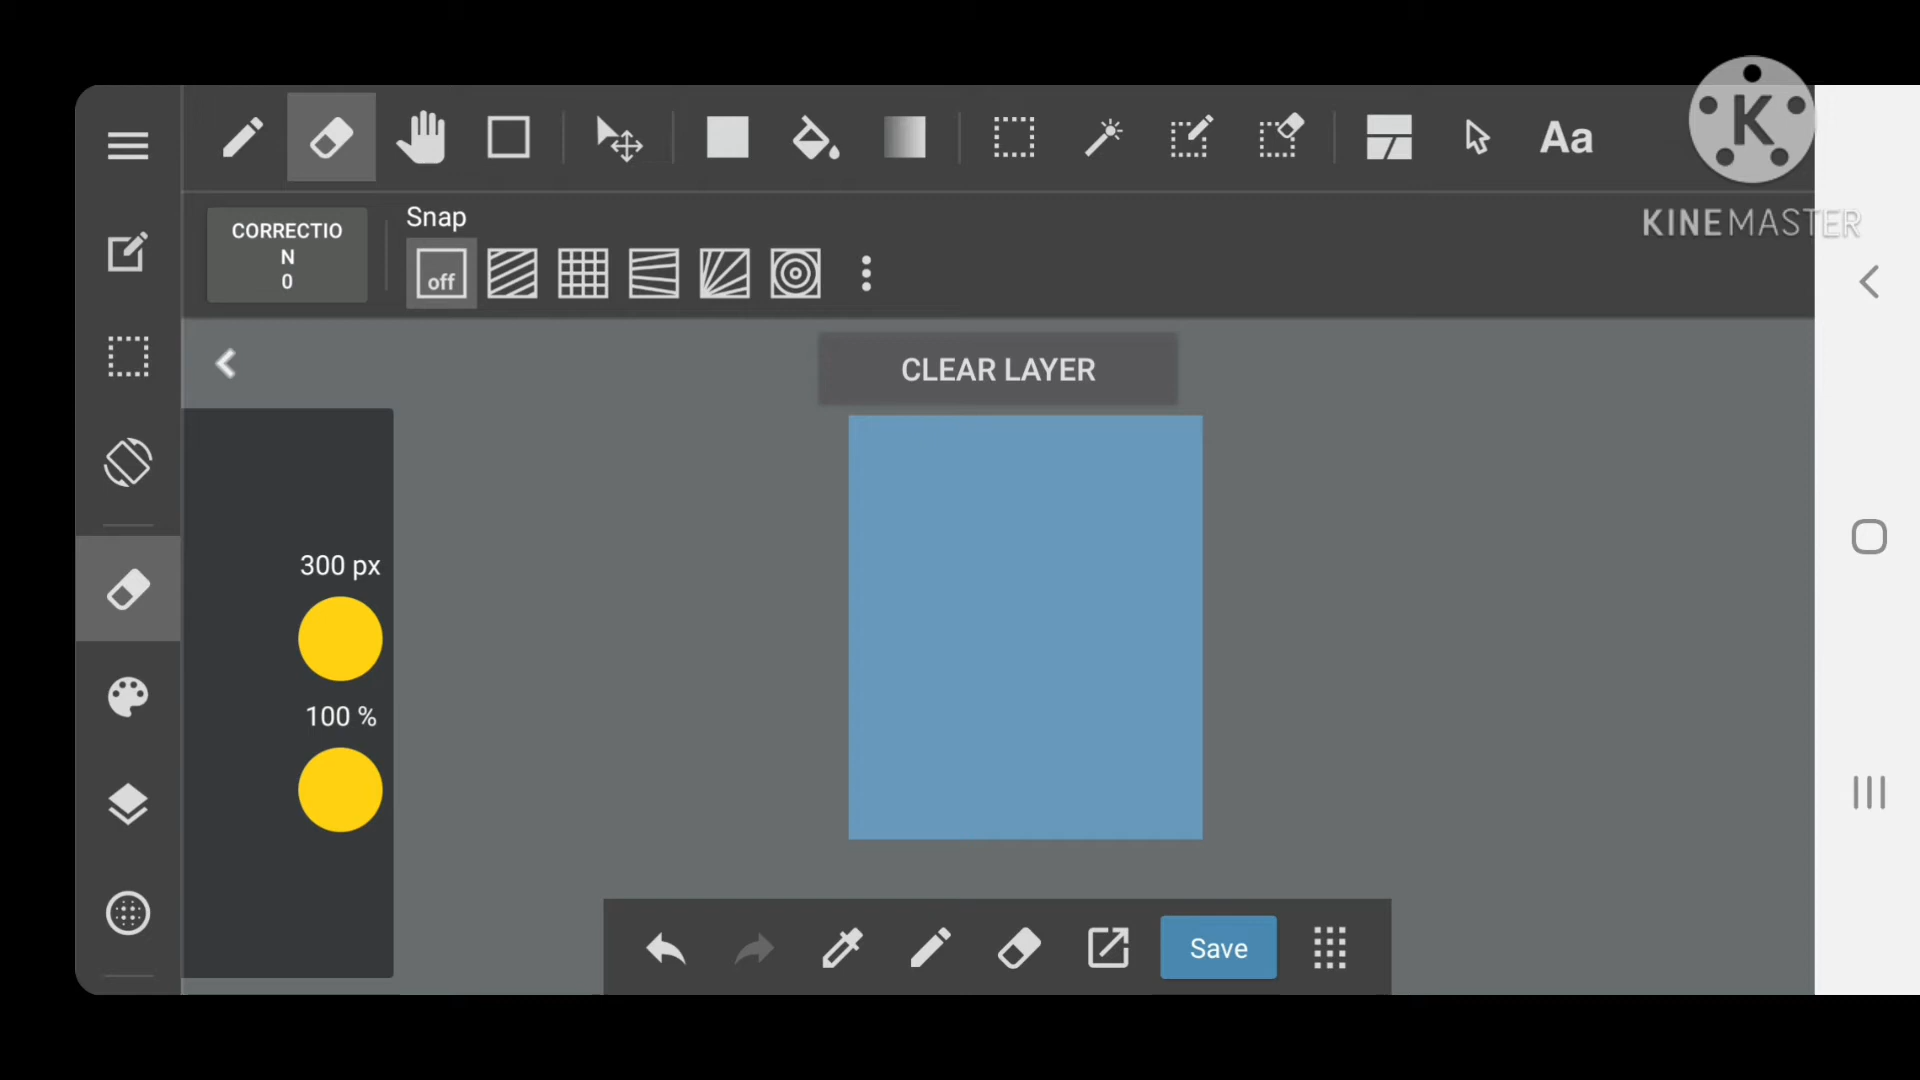 K
KINEMASTER
Aa
CORRECTIO
N
0
Snap
off
CLEAR LAYER
300 px
100 %
Save